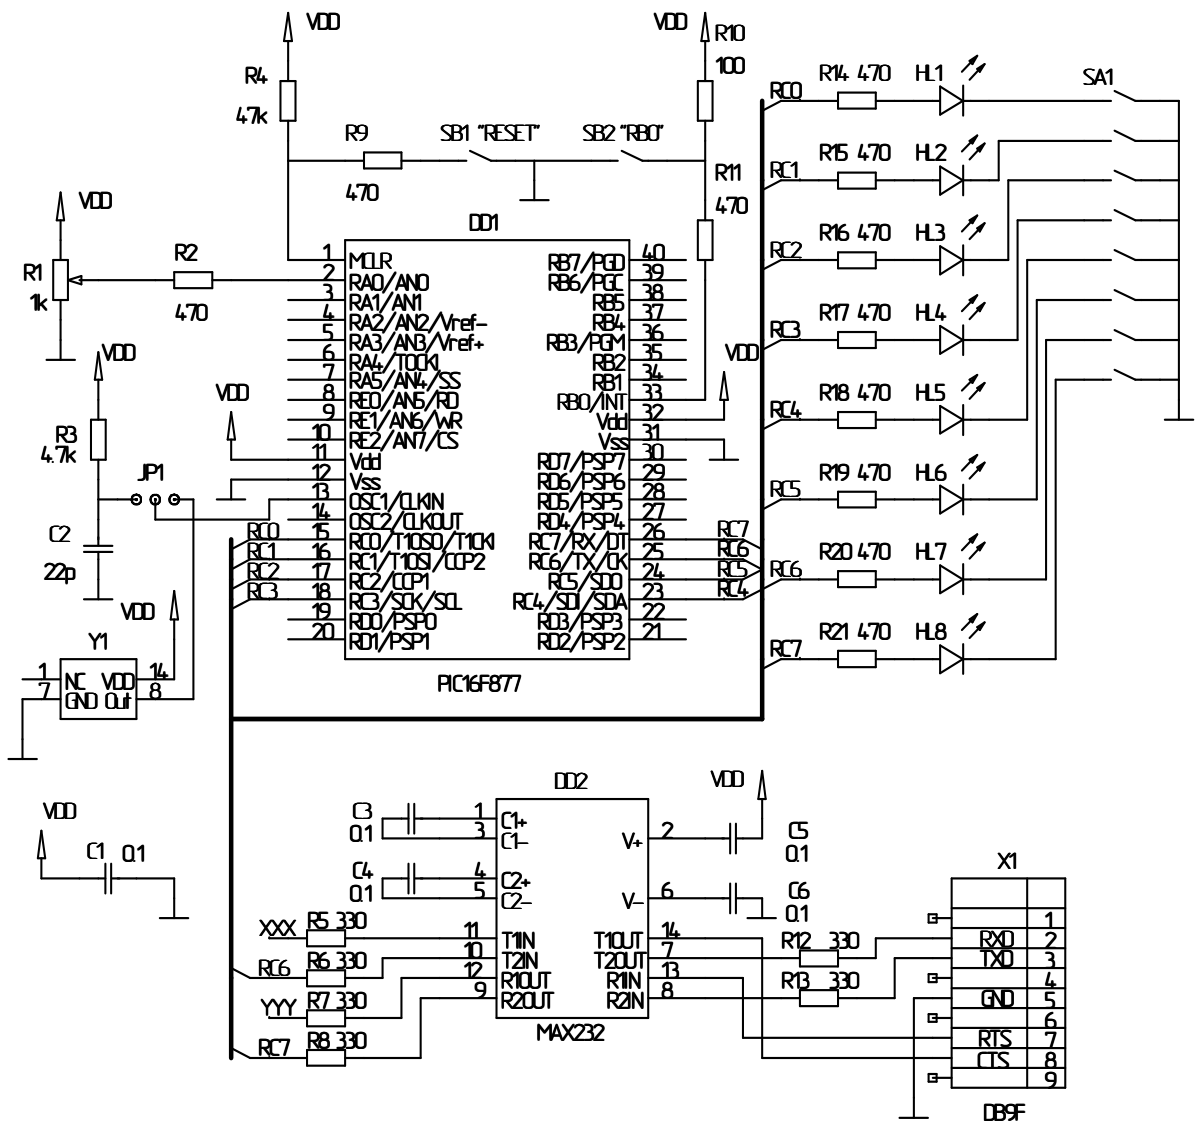 VDD
VDD
R10
100
R4
4.7k
R9
470
SB1 "RESET"
SB2 "RB0"
R11
470
VDD
R1
1k
R2
470
DD1
1 MCLR
2 RA0/AN0
3 RA1/AN1
4 RA2/AN2/Vref-
5 RA3/AN3/Vref+
6 RA4/T0CKI
7 RA5/AN4/SS
8 RE0/AN5/RD
9 RE1/AN6/WR
10 RE2/AN7/CS
11 Vdd
12 Vss
13 OSC1/CLKIN
14 OSC2/CLKOUT
15 RC0/T1OSO/T1CKI
16 RC1/T1OSI/CCP2
17 RC2/CCP1
18 RC3/SCK/SCL
19 RD0/PSP0
20 RD1/PSP1
RB7/PGD 40
RB6/PGC 39
RB5 38
RB4 37
RB3/PGM 36
RB2 35
RB1 34
RB0/INT 33
Vdd 32
Vss 31
RD7/PSP7 30
RD6/PSP6 29
RD5/PSP5 28
RD4/PSP4 27
RC7/RX/DT 26
RC6/TX/CK 25
RC5/SDO 24
RC4/SDI/SDA 23
RD3/PSP3 22
RD2/PSP2 21
PIC16F877
VDD
VDD
VDD
R3
4.7k
JP1
C2
22p
VDD
RC0
RC1
RC2
RC3
RC7
RC6
RC5
RC4
Y1
1 NC VDD 14
7 GND Out 8
RC0 R14 470 HL1
SA1
RC1 R15 470 HL2
RC2 R16 470 HL3
RC3 R17 470 HL4
RC4 R18 470 HL5
RC5 R19 470 HL6
RC6 R20 470 HL7
RC7 R21 470 HL8
VDD
C1 0.1
DD2
VDD
C3
0.1
C4
0.1
1 C1+
3 C1-
4 C2+
5 C2-
11 T1IN
10 T2IN
12 R1OUT
9 R2OUT
V+ 2
V- 6
T1OUT 14
T2OUT 7
R1IN 13
R2IN 8
MAX232
C5
0.1
C6
0.1
XXX R5 330
RC6 R6 330
YYY R7 330
RC7 R8 330
R12 330
R13 330
X1
1
RXD 2
TXD 3
4
GND 5
6
RTS 7
CTS 8
9
DB9F